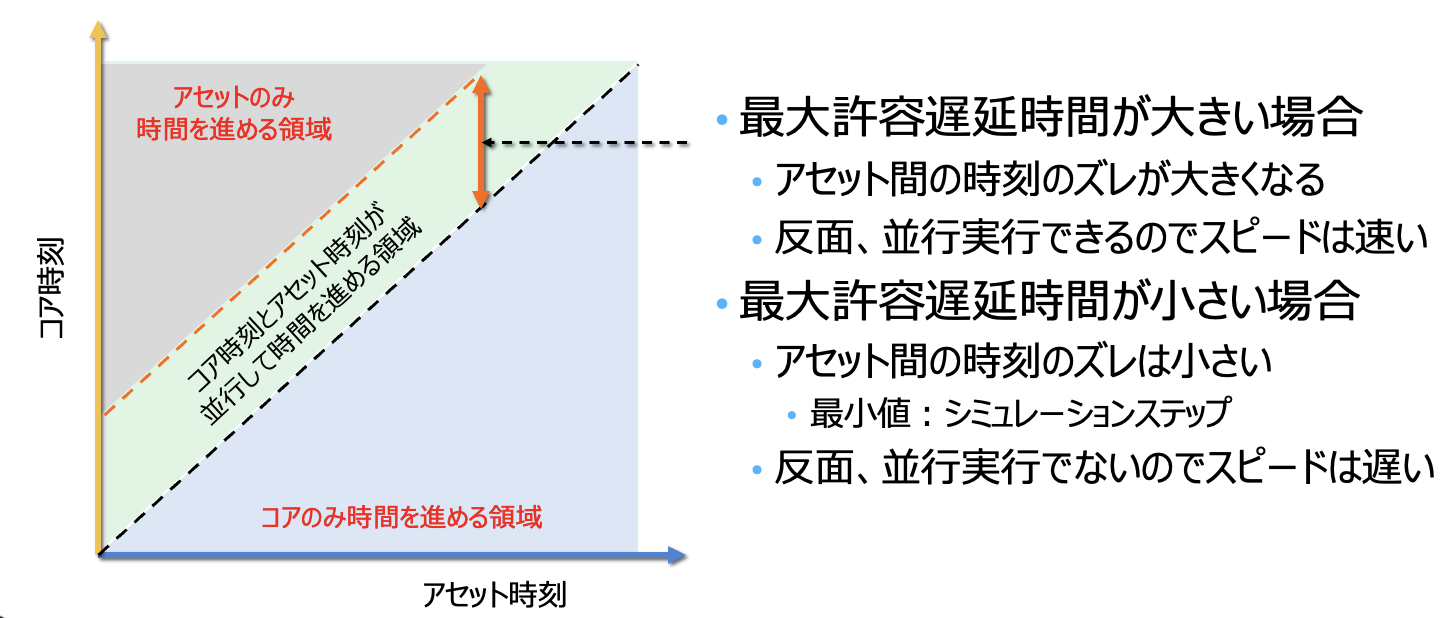 アセットのみ
時間を進める領域
コア時刻とアセット時刻が
並行して時間を進める領域
コアのみ時間を進める領域
コア時刻
アセット時刻
• 最大許容遅延時間が大きい場合
• アセット間の時刻のズレが大きくなる
• 反面、並行実行できるのでスピードは速い
• 最大許容遅延時間が小さい場合
• アセット間の時刻のズレは小さい
• 最小値：シミュレーションステップ
• 反面、並行実行でないのでスピードは遅い